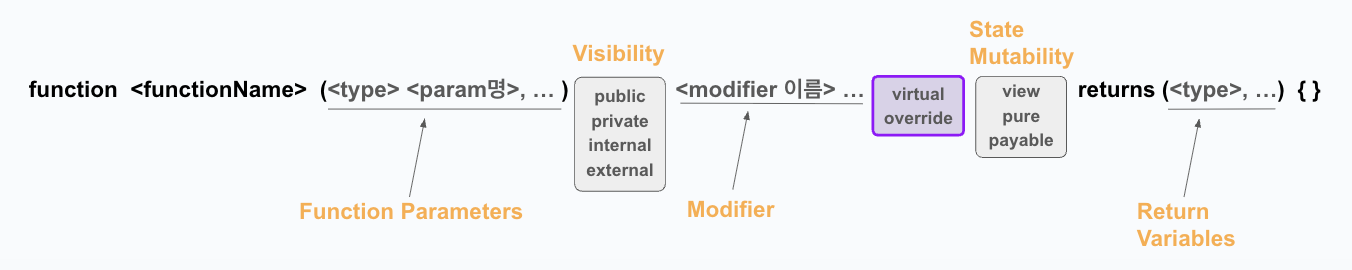 State
Mutability
Visibility
function <functionName> (<type> <param명>, ... ) <modifier 이름> ... returns (<type>, ...) { }
public
private
internal
external
virtual
override
view
pure
payable
Function Parameters
Modifier
Return
Variables